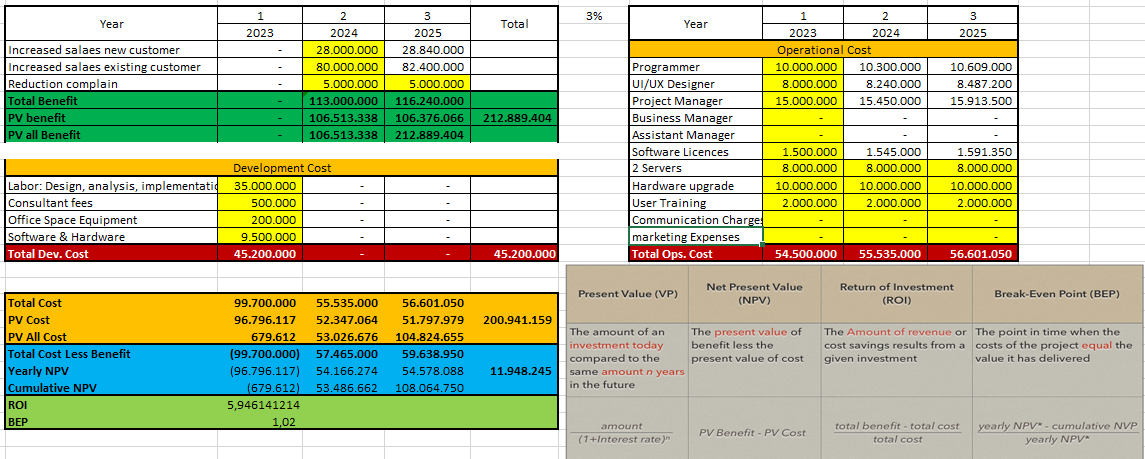 Year 1 2 3 Total
2023 2024 2025
Increased salaes new customer - 28.000.000 28.840.000
Increased salaes existing customer - 80.000.000 82.400.000
Reduction complain - 5.000.000 5.000.000
Total Benefit - 113.000.000 116.240.000
PV benefit - 106.513.338 106.376.066 212.889.404
PV all Benefit - 106.513.338 212.889.404
Development Cost
Labor: Design, analysis, implementatic 35.000.000 - -
Consultant fees 500.000 - -
Office Space Equipment 200.000 - -
Software & Hardware 9.500.000 - -
Total Dev. Cost 45.200.000 - - 45.200.000
Total Cost 99.700.000 55.535.000 56.601.050
PV Cost 96.796.117 52.347.064 51.797.979 200.941.159
PV All Cost 679.612 53.026.676 104.824.655
Total Cost Less Benefit (99.700.000) 57.465.000 59.638.950
Yearly NPV (96.796.117) 54.166.274 54.578.088 11.948.245
Cumulative NPV (679.612) 53.486.662 108.064.750
ROI 5,946141214
BEP 1,02
3%
Year 1 2 3
2023 2024 2025
Operational Cost
Programmer 10.000.000 10.300.000 10.609.000
UI/UX Designer 8.000.000 8.240.000 8.487.200
Project Manager 15.000.000 15.450.000 15.913.500
Business Manager - - -
Assistant Manager - - -
Software Licences 1.500.000 1.545.000 1.591.350
2 Servers 8.000.000 8.000.000 8.000.000
Hardware upgrade 10.000.000 10.000.000 10.000.000
User Training 2.000.000 2.000.000 2.000.000
Communication Charges - - -
marketing Expenses - - -
Total Ops. Cost 54.500.000 55.535.000 56.601.050
Present Value (VP)
The amount of an
investment today
compared to the
same amount n years
in the future
amount
(1+Interest rate)ⁿ
Net Present Value
(NPV)
The present value of
benefit less the
present value of cost
PV Benefit - PV Cost
Return of Investment
(ROI)
The Amount of revenue or
cost savings results from a
given investment
total benefit - total cost
total cost
Break-Even Point (BEP)
The point in time when the
costs of the project equal the
value it has delivered
yearly NPV* - cumulative NVP
yearly NPV*